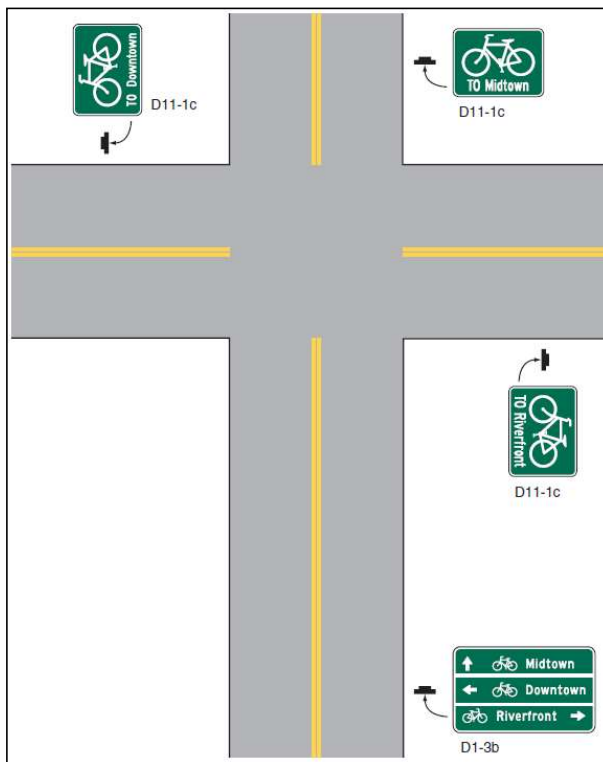 TO Downtown
D11-1c
TO Midtown
D11-1c
TO Riverfront
D11-1c
Midtown
Downtown
Riverfront
D1-3b